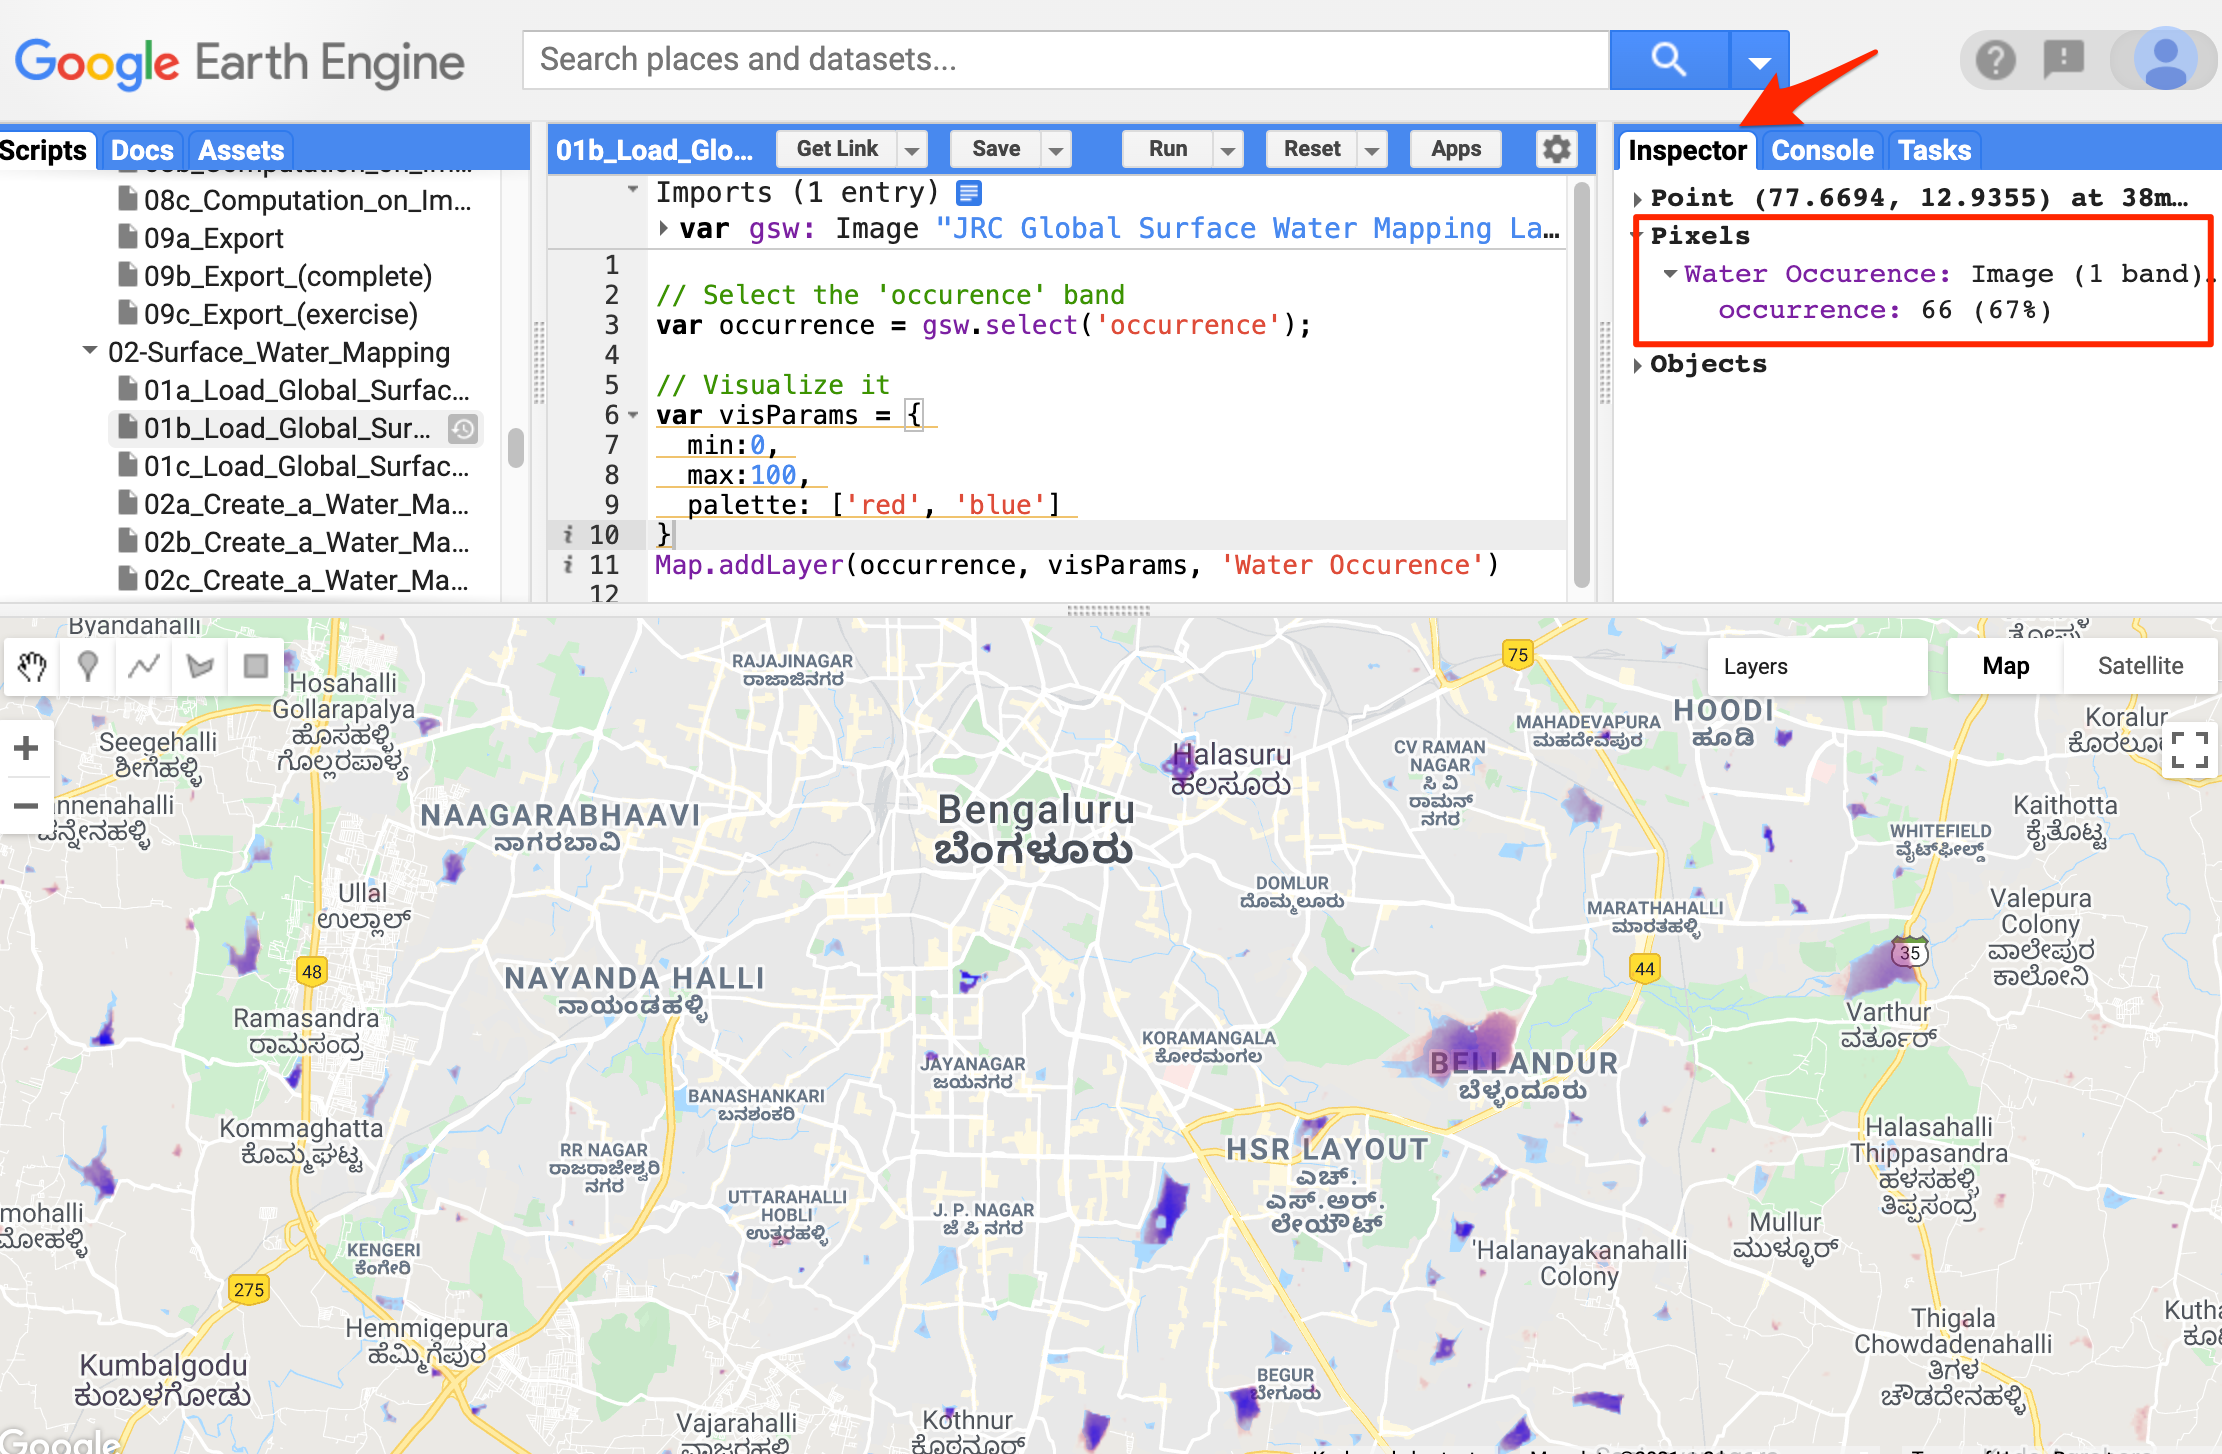 Google Earth Engine
Search places and datasets...
Scripts Docs Assets
08c_Computation_on_Im...
09a_Export
09b_Export_(complete)
09c_Export_(exercise)
02-Surface_Water_Mapping
01a_Load_Global_Surfac...
01b_Load_Global_Sur...
01c_Load_Global_Surfac...
02a_Create_a_Water_Ma...
02b_Create_a_Water_Ma...
02c_Create_a_Water_Ma...
01b_Load_Glo... Get Link Save Run Reset Apps
Imports (1 entry)
var gsw: Image "JRC Global Surface Water Mapping La...
1
2 // Select the 'occurence' band
3 var occurrence = gsw.select('occurrence');
4
5 // Visualize it
6 var visParams = {
7 min:0,
8 max:100,
9 palette: ['red', 'blue']
i 10 }
i 11 Map.addLayer(occurrence, visParams, 'Water Occurence')
12
Inspector Console Tasks
Point (77.6694, 12.9355) at 38m...
Pixels
Water Occurence: Image (1 band)
occurrence: 66 (67%)
Objects
Layers
Map Satellite
Byandahalli
Hosahalli
Gollarapalya
ಹೊಸಹಳ್ಳಿ
ಗೊಲ್ಲರಪಾಳ್ಯ
Seegehalli
ಶೀಗೆಹಳ್ಳಿ
RAJAJINAGAR
ರಾಜಾಜಿನಗರ
75
MAHADEVAPURA
ಮಹದೇವಪುರ
HOODI
ಹೂಡಿ
Koralur
CV RAMAN
NAGAR
ಸಿ ವಿ
ರಾಮನ್
ನಗರ
Halasuru
ಹಲಸೂರು
NAAGARABHAAVI
ನಾಗರಬಾವಿ
Bengaluru
ಬೆಂಗಳೂರು
Kaithotta
ಕೈತೊಟ್ಟ
WHITEFIELD
ವೈಟ್‌ಫೀಲ್ಡ್
Ullal
ಉಲ್ಲಾಲ್
DOMLUR
ದೊಮ್ಮಲೂರು
MARATHAHALLI
ಮಾರತಹಳ್ಳಿ
Valepura
Colony
ವಾಲೇಪುರ
ಕಾಲೋನಿ
35
48
44
NAYANDA HALLI
ನಾಯಂಡಹಳ್ಳಿ
Ramasandra
ರಾಮಸಂದ್ರ
Varthur
ವರ್ತೂರ್
KORAMANGALA
ಕೋರಮಂಗಲ
BELLANDUR
ಬೆಳ್ಳಂದೂರು
JAYANAGAR
ಜಯನಗರ
BANASHANKARI
ಬನಶಂಕರಿ
Kommaghatta
ಕೊಮ್ಮಘಟ್ಟ
RR NAGAR
ರಾಜರಾಜೇಶ್ವರಿ
ನಗರ
HSR LAYOUT
ಎಚ್.
ಎಸ್.ಆರ್.
ಲೇಯೌಟ್
Halasahalli
Thippasandra
ಹಳಸಹಳ್ಳಿ
ತಿಪ್ಪಸಂದ್ರ
UTTARAHALLI
HOBLI
ಉತ್ತರಹಳ್ಳಿ
J. P. NAGAR
ಜೆ ಪಿ ನಗರ
KENGERI
ಕೆಂಗೇರಿ
'Halanayakanahalli
Colony
Mullur
ಮುಳ್ಳೂರ್
275
Hemmigepura
ಹೆಮ್ಮಿಗೆಪುರ
Kumbalgodu
ಕುಂಬಳಗೋಡು
Thigala
Chowdadenahalli
ತಿಗಳ
ಚೌಡದೇನಹಳ್ಳಿ
BEGUR
ಬೇಗೂರು
Vajarahalli
Kothnur
Google